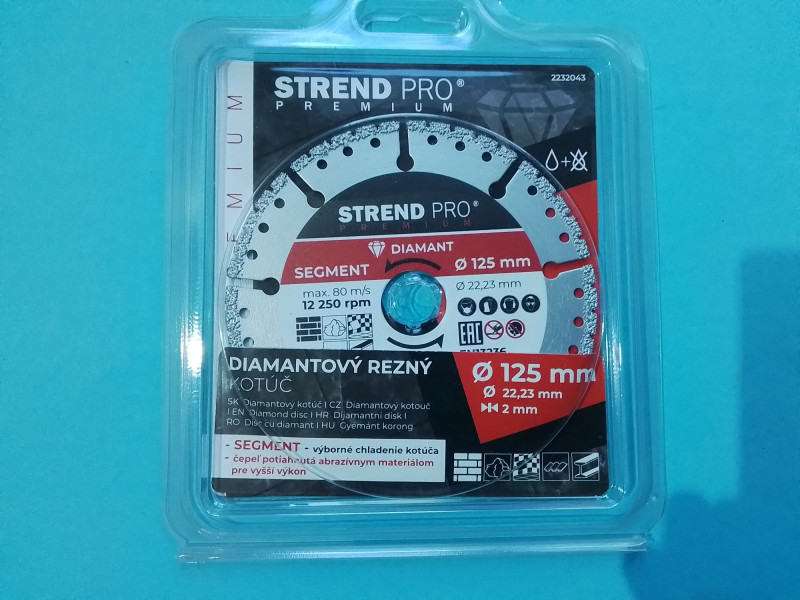 STREND PRO®
PREMIUM
2232043
EMIUM
STREND PRO®
PREMIUM
DIAMANT
SEGMENT
Ø 125 mm
max. 80 m/s
12 250 rpm
Ø 22,23 mm
EAC
EN13236
DIAMANTOVÝ REZNÝ
KOTÚČ
SK Diamantový kotúč I CZ Diamantový kotouč
I EN Diamond disc I HR Dijamantni disk I
RO Disc cu diamant I HU Gyémánt korong
Ø 125 mm
Ø 22,23 mm
2 mm
- SEGMENT - výborné chladenie kotúča
- čepeľ potiahnutá abrazívnym materiálom
pre vyšší výkon